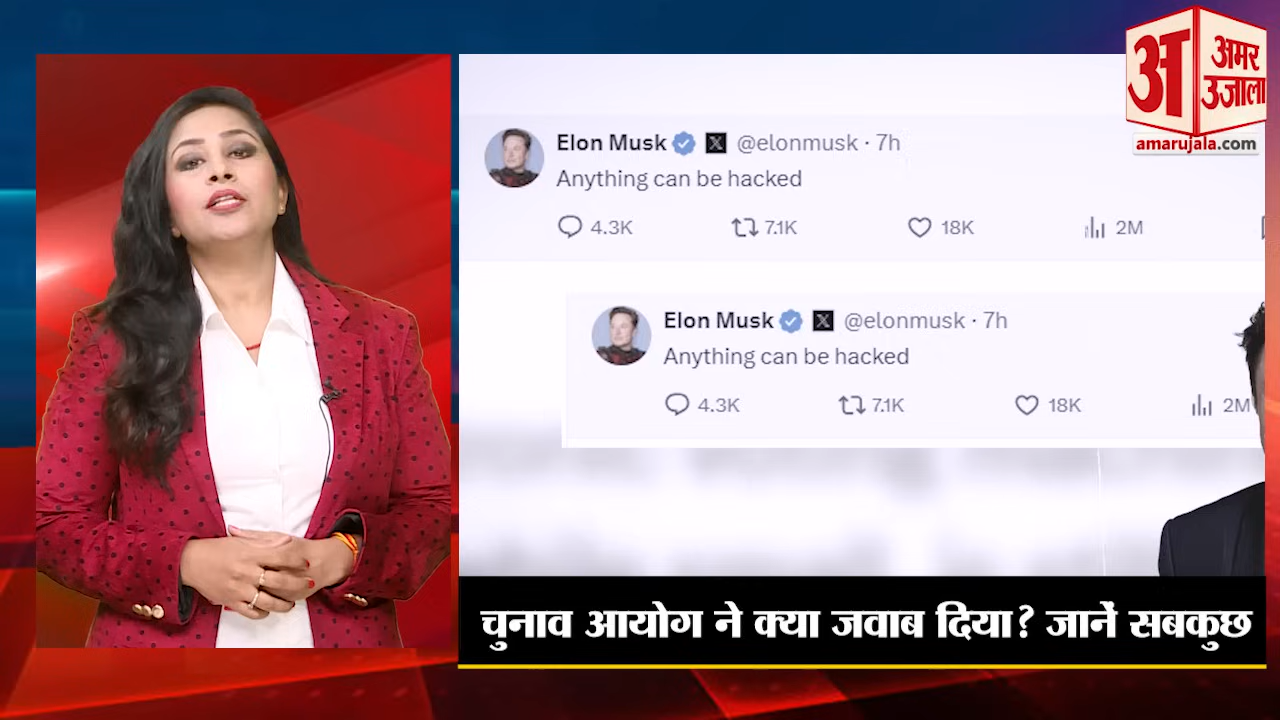 अ
अमर
उजाला
amarujala.com
Elon Musk @elonmusk · 7h
Anything can be hacked
4.3K 7.1K 18K 2M
Elon Musk @elonmusk · 7h
Anything can be hacked
4.3K 7.1K 18K 2M
चुनाव आयोग ने क्या जवाब दिया? जानें सबकुछ